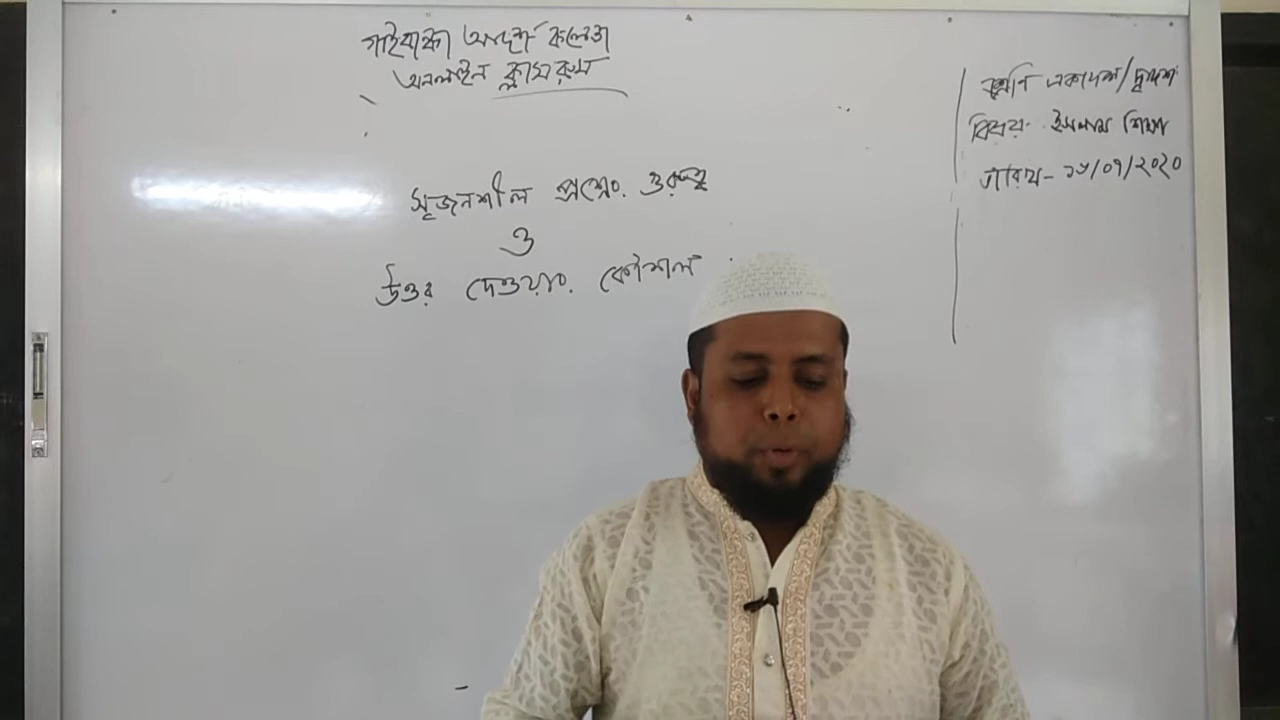 গাইবান্ধা আদর্শ কলেজ
অনলাইন ক্লাসরুম
শ্রেণি একাদশ/দ্বাদশ
বিষয়- ইসলাম শিক্ষা
তারিখ- ১৬/০৭/২০২০
সৃজনশীল প্রশ্নের গুরুত্ব
ও
উত্তর দেওয়ার কৌশল